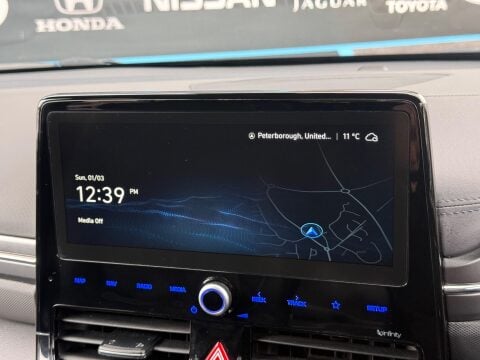 HONDA
NISSAN
JAGUAR
TOYOTA
Peterborough, United... | 11 °C
Sun, 01/03
12:39 PM
Media Off
MAP NAV RADIO MEDIA SEEK TRACK SETUP
infinity